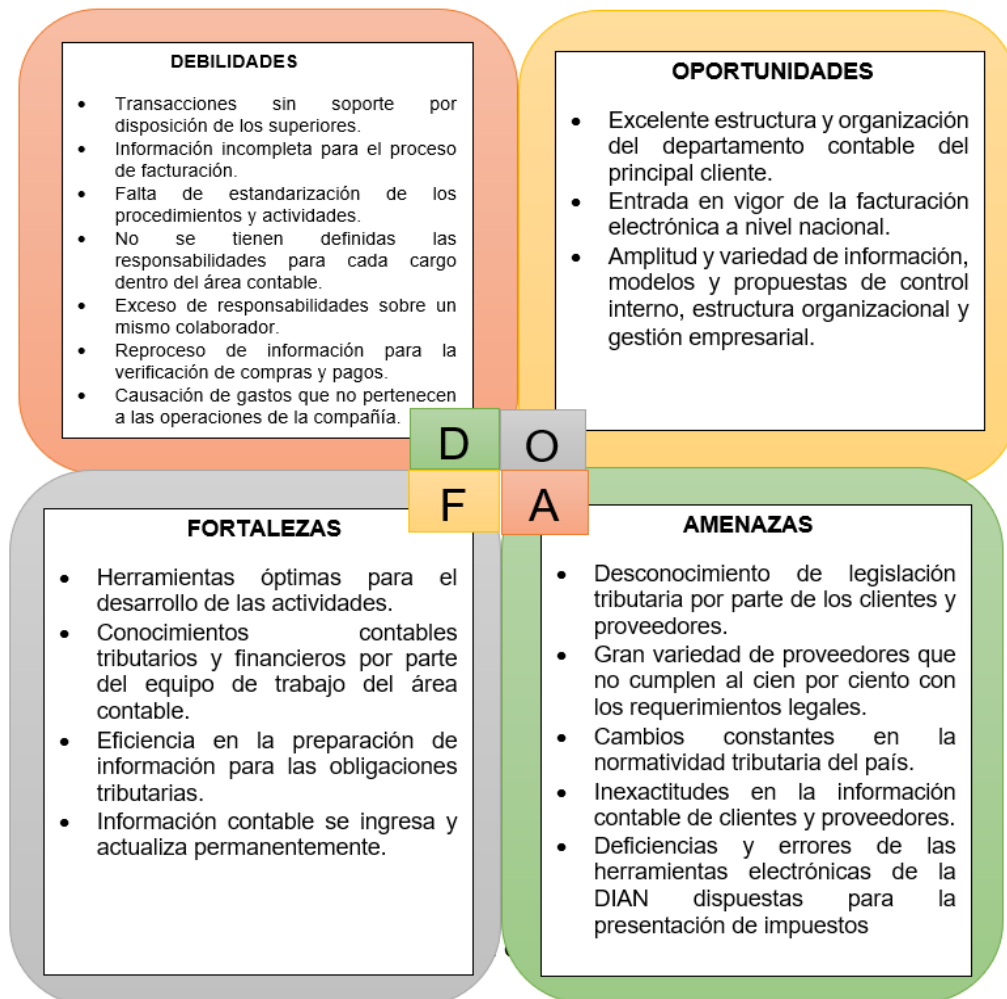 DEBILIDADES
• Transacciones sin soporte por
disposición de los superiores.
• Información incompleta para el proceso
de facturación.
• Falta de estandarización de los
procedimientos y actividades.
• No se tienen definidas las
responsabilidades para cada cargo
dentro del área contable.
• Exceso de responsabilidades sobre un
mismo colaborador.
• Reproceso de información para la
verificación de compras y pagos.
• Causación de gastos que no pertenecen
a las operaciones de la compañía.
OPORTUNIDADES
• Excelente estructura y organización
del departamento contable del
principal cliente.
• Entrada en vigor de la facturación
electrónica a nivel nacional.
• Amplitud y variedad de información,
modelos y propuestas de control
interno, estructura organizacional y
gestión empresarial.
D O
F A
FORTALEZAS
• Herramientas óptimas para el
desarrollo de las actividades.
• Conocimientos contables
tributarios y financieros por parte
del equipo de trabajo del área
contable.
• Eficiencia en la preparación de
información para las obligaciones
tributarias.
• Información contable se ingresa y
actualiza permanentemente.
AMENAZAS
• Desconocimiento de legislación
tributaria por parte de los clientes y
proveedores.
• Gran variedad de proveedores que
no cumplen al cien por ciento con
los requerimientos legales.
• Cambios constantes en la
normatividad tributaria del país.
• Inexactitudes en la información
contable de clientes y proveedores.
• Deficiencias y errores de las
herramientas electrónicas de la
DIAN dispuestas para la
presentación de impuestos